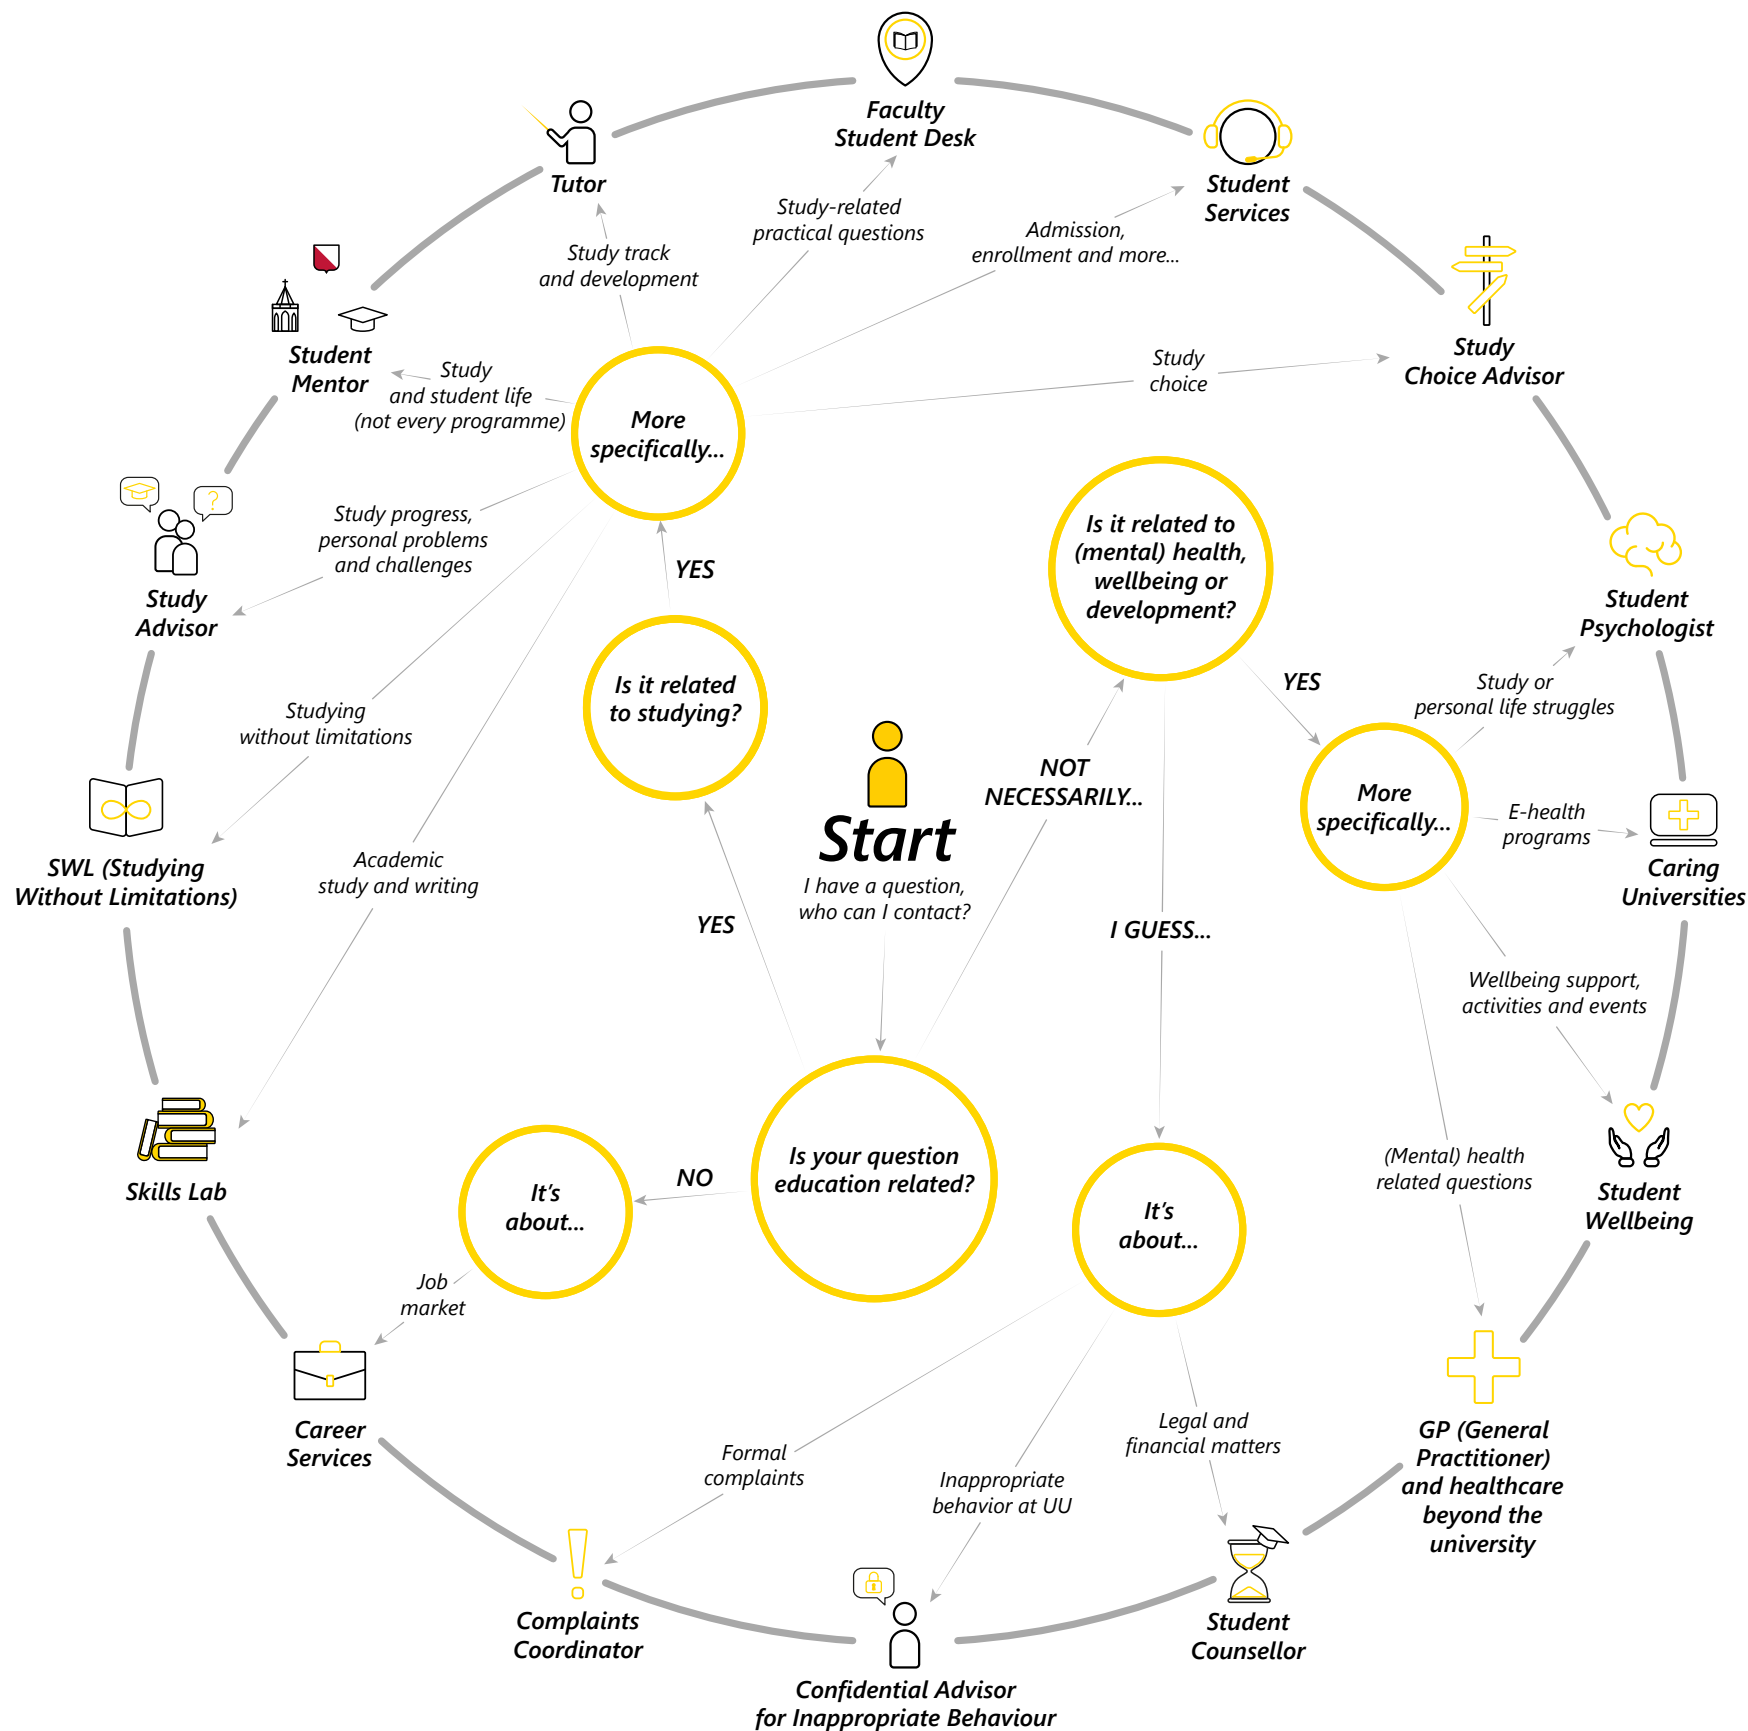 Faculty
Student Desk
Tutor
Student
Services
Study-related
practical questions
Admission,
enrollment and more...
Study track
and development
Student
Mentor
Study
and student life
(not every programme)
More
specifically...
Study
choice
Study
Choice Advisor
Study progress,
personal problems
and challenges
Study
Advisor
YES
Is it related to
(mental) health,
wellbeing or
development?
Student
Psychologist
Is it related
to studying?
YES
Study or
personal life struggles
Studying
without limitations
NOT
NECESSARILY...
More
specifically...
E-health
programs
Start
I have a question,
who can I contact?
SWL (Studying
Without Limitations)
Academic
study and writing
Caring
Universities
YES
I GUESS...
Wellbeing support,
activities and events
Skills Lab
It's
about...
NO
Is your question
education related?
It's
about...
(Mental) health
related questions
Student
Wellbeing
Job
market
Career
Services
Formal
complaints
Inappropriate
behavior at UU
Legal and
financial matters
GP (General
Practitioner)
and healthcare
beyond the
university
Complaints
Coordinator
Confidential Advisor
for Inappropriate Behaviour
Student
Counsellor
?